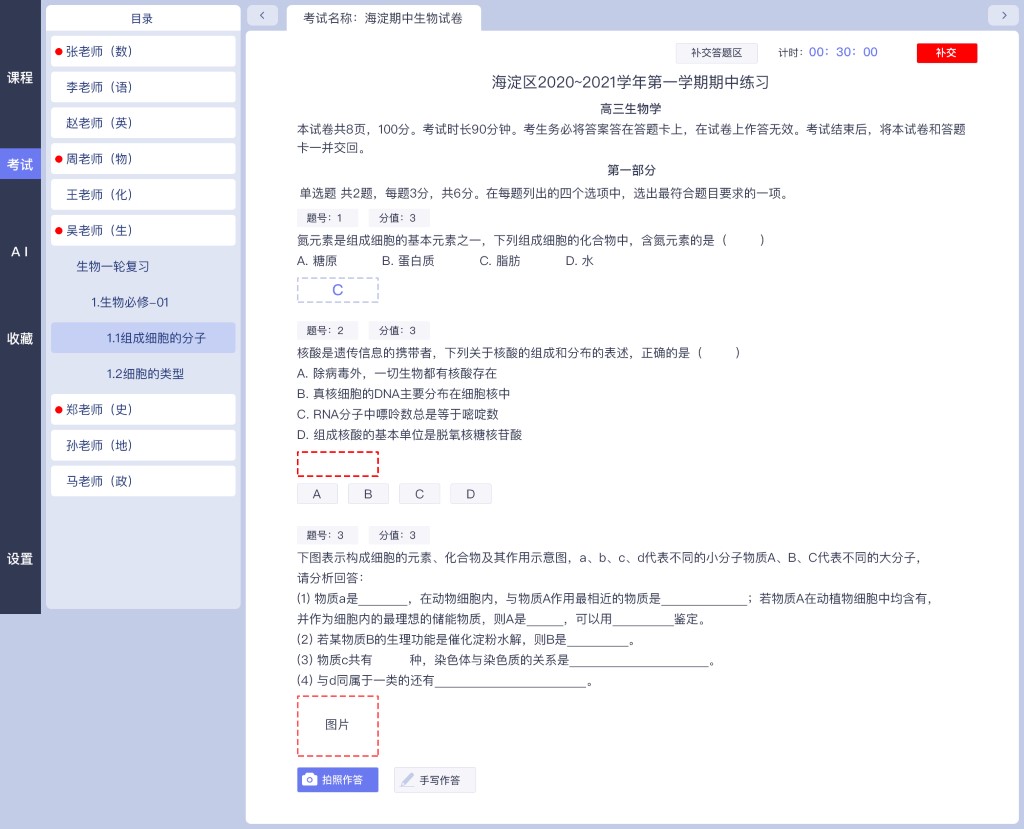 课程
考试
A I
收藏
设置
目录
张老师（数）
李老师（语）
赵老师（英）
周老师（物）
王老师（化）
吴老师（生）
生物一轮复习
1.生物必修-01
1.1组成细胞的分子
1.2细胞的类型
郑老师（史）
孙老师（地）
马老师（政）
考试名称：海淀期中生物试卷
补交答题区 计时：00：30：00 补交
海淀区2020~2021学年第一学期期中练习
高三生物学
本试卷共8页，100分。考试时长90分钟。考生务必将答案答在答题卡上，在试卷上作答无效。考试结束后，将本试卷和答题
卡一并交回。
第一部分
单选题 共2题，每题3分，共6分。在每题列出的四个选项中，选出最符合题目要求的一项。
题号：1 分值：3
氮元素是组成细胞的基本元素之一，下列组成细胞的化合物中，含氮元素的是（　　）
A. 糖原 B. 蛋白质 C. 脂肪 D. 水
C
题号：2 分值：3
核酸是遗传信息的携带者，下列关于核酸的组成和分布的表述，正确的是（　　）
A. 除病毒外，一切生物都有核酸存在
B. 真核细胞的DNA主要分布在细胞核中
C. RNA分子中嘌呤数总是等于嘧啶数
D. 组成核酸的基本单位是脱氧核糖核苷酸
A B C D
题号：3 分值：3
下图表示构成细胞的元素、化合物及其作用示意图，a、b、c、d代表不同的小分子物质A、B、C代表不同的大分子，
请分析回答：
(1) 物质a是________，在动物细胞内，与物质A作用最相近的物质是______________；若物质A在动植物细胞中均含有，
并作为细胞内的最理想的储能物质，则A是______，可以用__________鉴定。
(2) 若某物质B的生理功能是催化淀粉水解，则B是__________。
(3) 物质c共有　　　种，染色体与染色质的关系是_______________________。
(4) 与d同属于一类的还有_________________________。
图片
拍照作答 手写作答